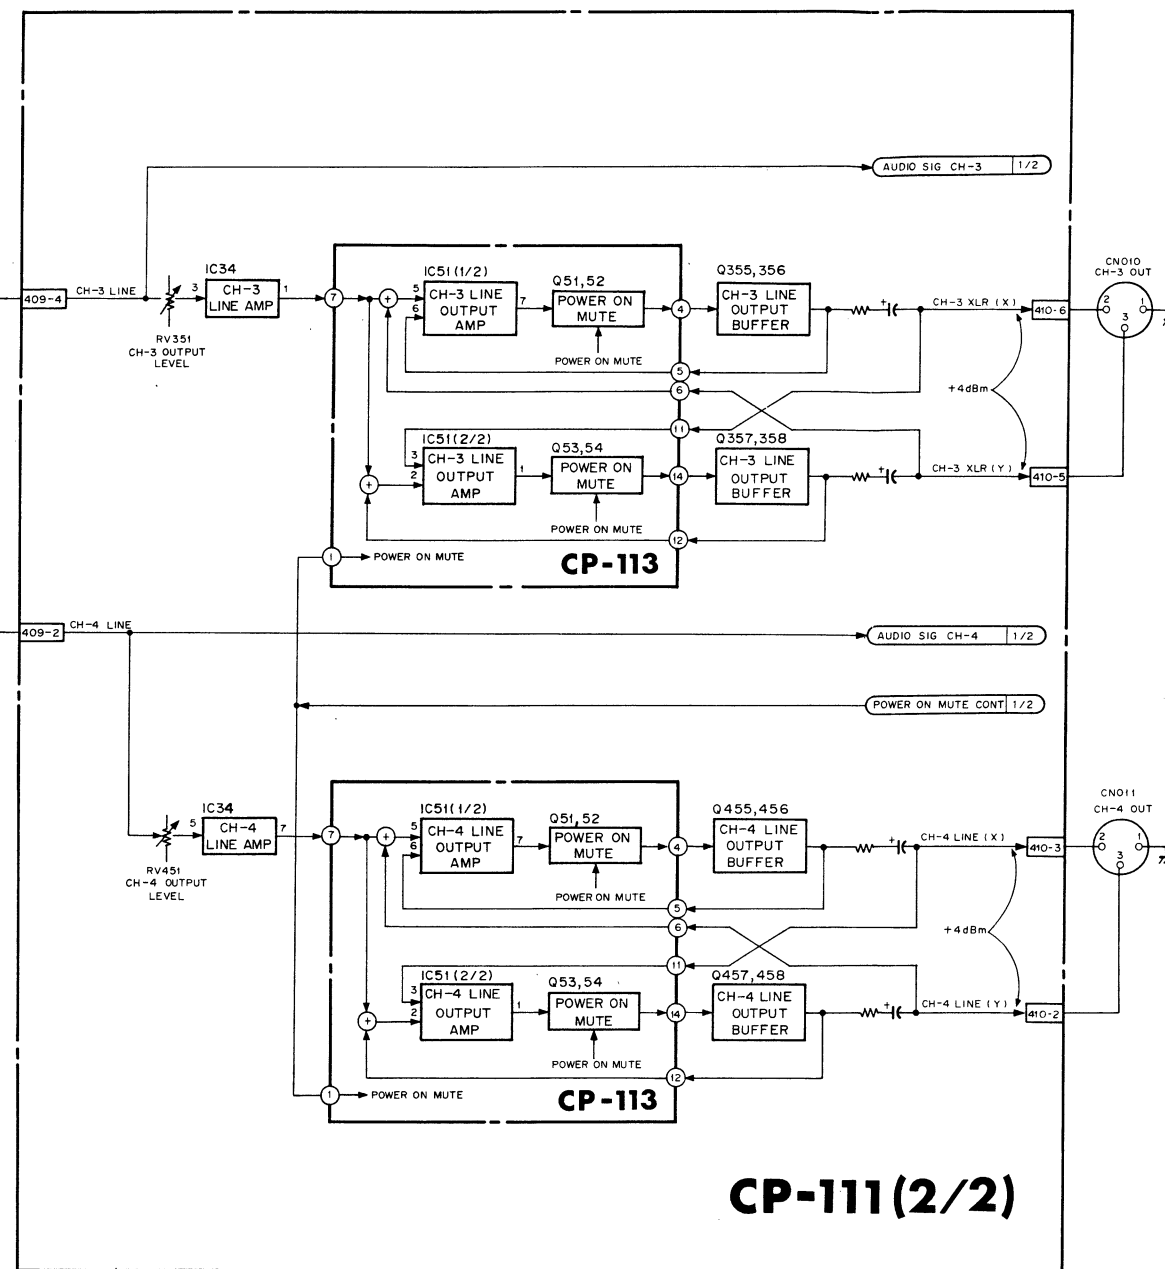 AUDIO SIG CH-3 1/2
CN010
CH-3 OUT
IC34
3
CH-3
LINE AMP
1
409-4
CH-3 LINE
RV351
CH-3 OUTPUT
LEVEL
7
+
IC51(1/2)
5
6
CH-3 LINE
OUTPUT
AMP
7
Q51,52
POWER ON
MUTE
POWER ON MUTE
4
5
6
11
Q355,356
CH-3 LINE
OUTPUT
BUFFER
+
CH-3 XLR (X)
410-6
2
1
3
+4dBm
IC51(2/2)
3
2
+
CH-3 LINE
OUTPUT
AMP
1
Q53,54
POWER ON
MUTE
POWER ON MUTE
14
12
Q357,358
CH-3 LINE
OUTPUT
BUFFER
+
CH-3 XLR (Y)
410-5
1
POWER ON MUTE
CP-113
409-2
CH-4 LINE
AUDIO SIG CH-4 1/2
POWER ON MUTE CONT 1/2
CN011
CH-4 OUT
IC34
5
CH-4
LINE AMP
7
RV451
CH-4 OUTPUT
LEVEL
7
+
IC51(1/2)
5
6
CH-4 LINE
OUTPUT
AMP
7
Q51,52
POWER ON
MUTE
POWER ON MUTE
4
5
6
11
Q455,456
CH-4 LINE
OUTPUT
BUFFER
+
CH-4 LINE (X)
410-3
2
1
3
+4dBm
IC51(2/2)
3
2
+
CH-4 LINE
OUTPUT
AMP
1
Q53,54
POWER ON
MUTE
POWER ON MUTE
14
12
Q457,458
CH-4 LINE
OUTPUT
BUFFER
+
CH-4 LINE (Y)
410-2
1
POWER ON MUTE
CP-113
CP-111(2/2)